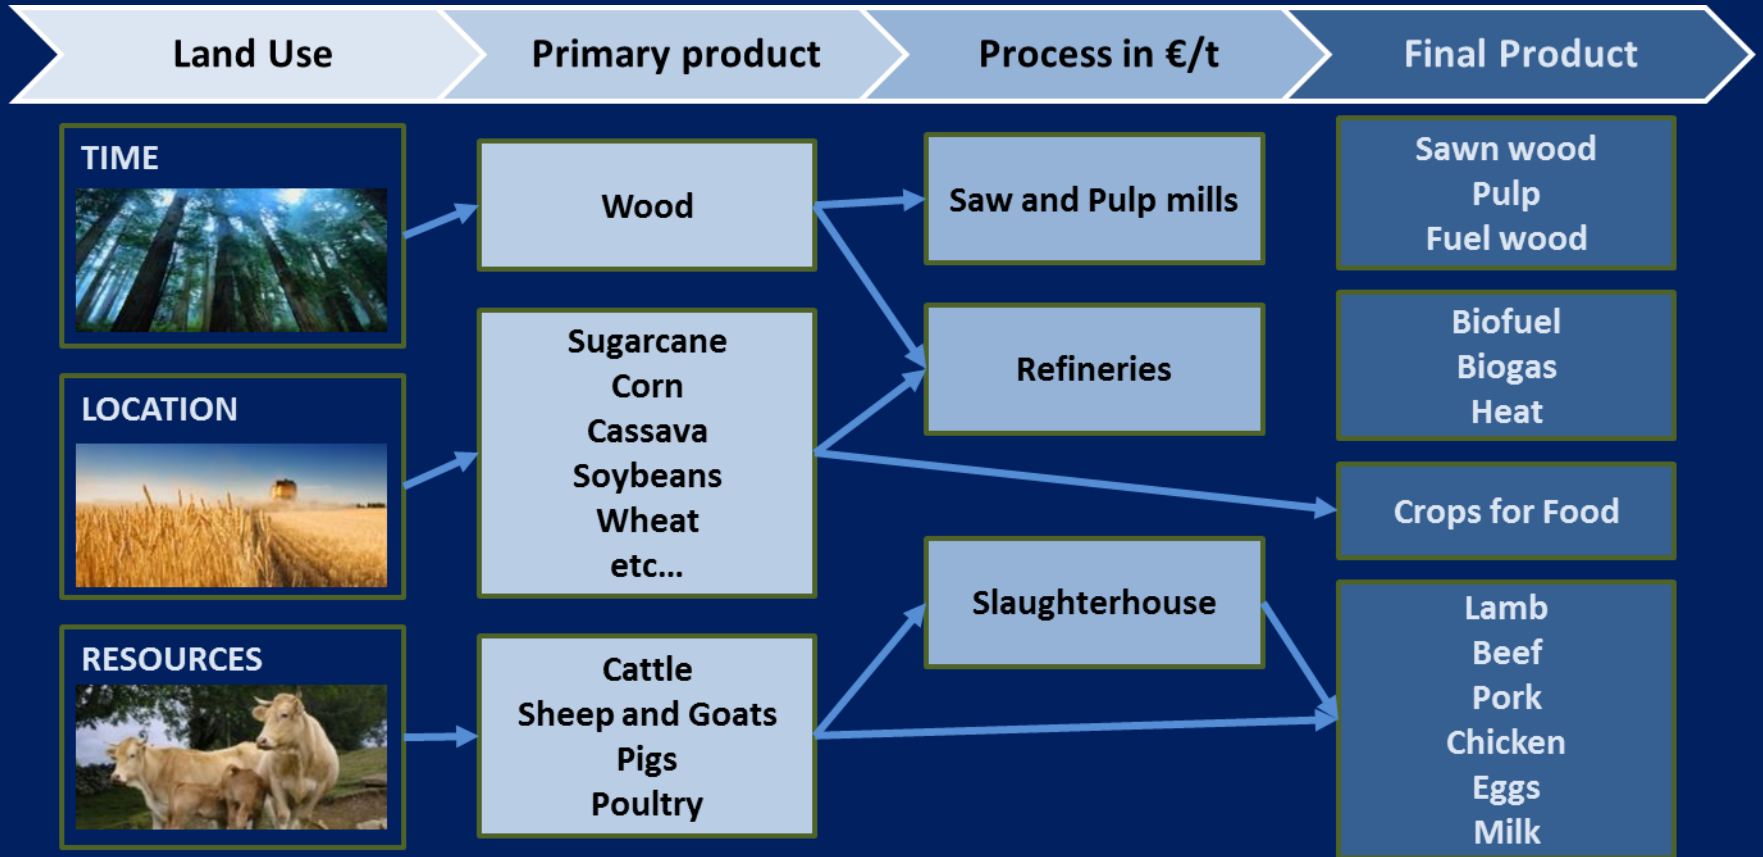 Land Use
Primary product
Process in €/t
Final Product
TIME
Wood
Saw and Pulp mills
Sawn wood
Pulp
Fuel wood
LOCATION
Sugarcane
Corn
Cassava
Soybeans
Wheat
etc...
Refineries
Biofuel
Biogas
Heat
Crops for Food
RESOURCES
Cattle
Sheep and Goats
Pigs
Poultry
Slaughterhouse
Lamb
Beef
Pork
Chicken
Eggs
Milk